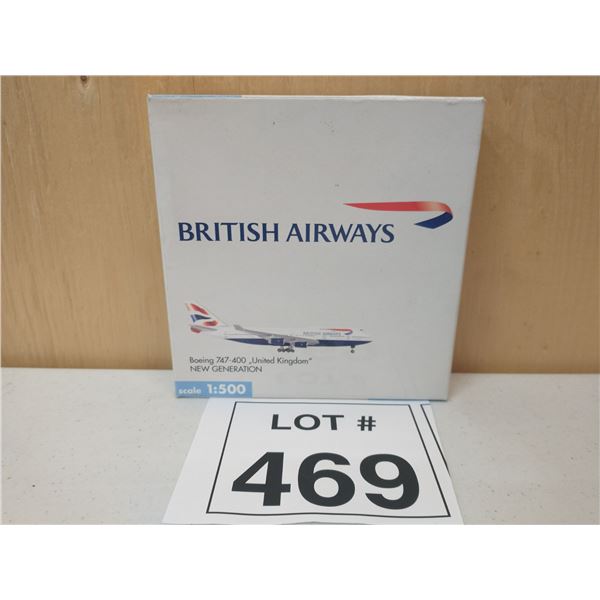 BRITISH AIRWAYS
Boeing 747-400 „United Kingdom“
NEW GENERATION
scale 1:500
LOT #
469